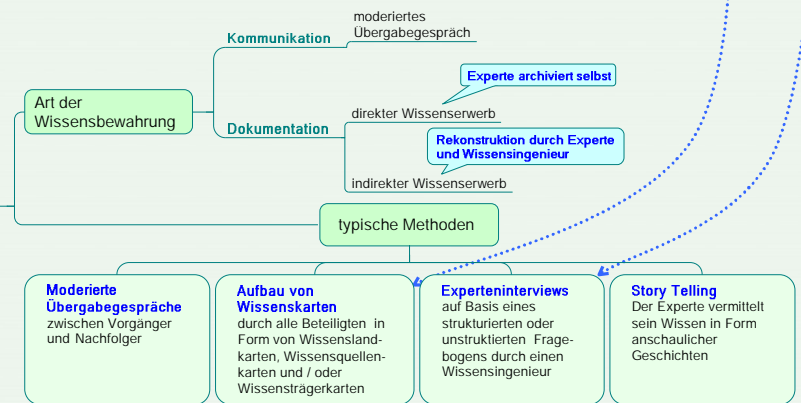 moderiertes
Übergabegespräch
Kommunikation
Experte archiviert selbst
Art der
Wissensbewahrung
direkter Wissenserwerb
Dokumentation
Rekonstruktion durch Experte
und Wissensingenieur
indirekter Wissenserwerb
typische Methoden
Moderierte
Übergabegespräche
zwischen Vorgänger
und Nachfolger
Aufbau von
Wissenskarten
durch alle Beteiligten in
Form von Wissensland-
karten, Wissensquellen-
karten und / oder
Wissensträgerkarten
Experteninterviews
auf Basis eines
strukturierten oder
unstruktierten Frage-
bogens durch einen
Wissensingenieur
Story Telling
Der Experte vermittelt
sein Wissen in Form
anschaulicher
Geschichten